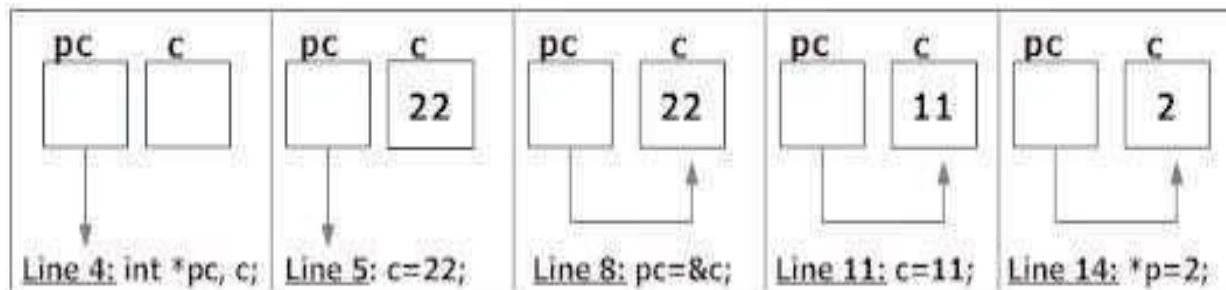 pc c
pc c
pc c
pc c
pc c
22
22
11
2
Line 4: int *pc, c;
Line 5: c=22;
Line 8: pc=&c;
Line 11: c=11;
Line 14: *p=2;